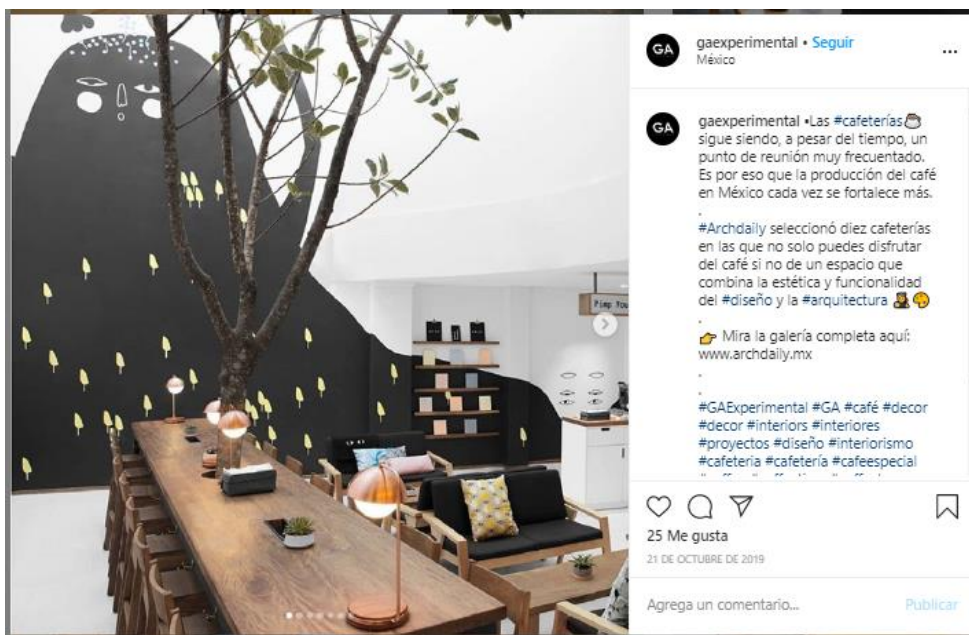 Pimp You
GA
gaexperimental • Seguir
México
GA
gaexperimental •Las #cafeterías
sigue siendo, a pesar del tiempo, un
punto de reunión muy frecuentado.
Es por eso que la producción del café
en México cada vez se fortalece más.
.
#Archdaily seleccionó diez cafeterías
en las que no solo puedes disfrutar
del café si no de un espacio que
combina la estética y funcionalidad
del #diseño y la #arquitectura
.
👉 Mira la galería completa aquí:
www.archdaily.mx
.
.
#GAExperimental #GA #café #decor
#decor #interiors #interiores
#proyectos #diseño #interiorismo
#cafeteria #cafetería #cafeespecial
25 Me gusta
21 DE OCTUBRE DE 2019
Agrega un comentario...
Publicar